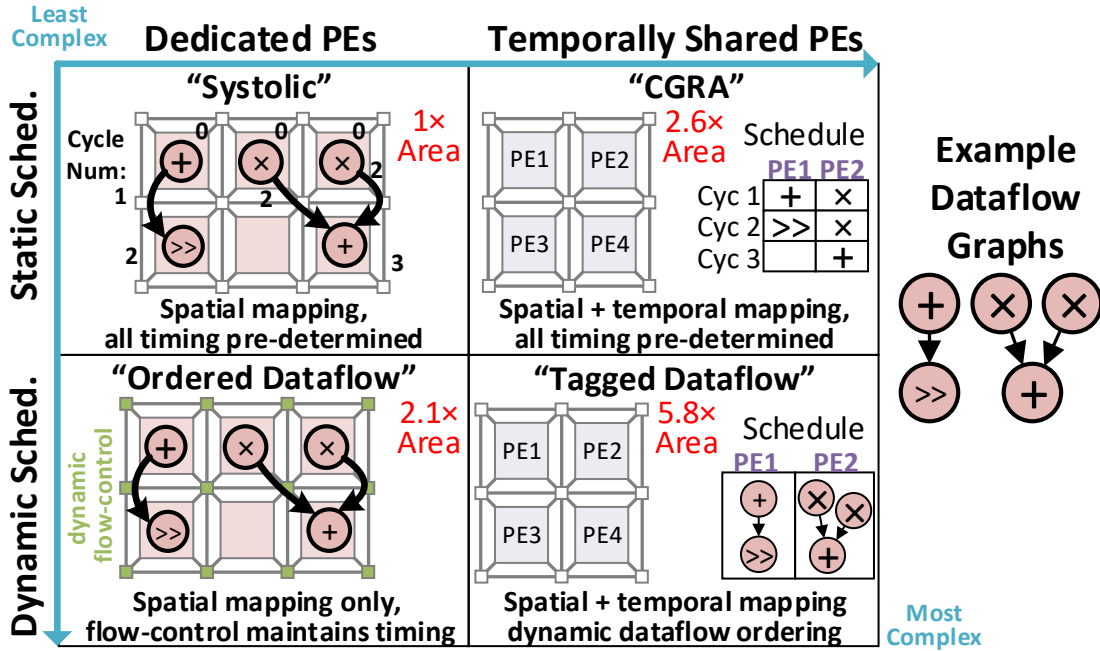 Least
Complex
Dedicated PEs
Temporally Shared PEs
Static Sched.
"Systolic"
Cycle
Num:
0
0
0
1
2
2
2
3
+
×
×
>>
+
1×
Area
Spatial mapping,
all timing pre-determined
"CGRA"
PE1
PE2
PE3
PE4
2.6×
Area
Schedule
PE1 PE2
Cyc 1 + ×
Cyc 2 >> ×
Cyc 3 +
Spatial + temporal mapping,
all timing pre-determined
Dynamic Sched.
"Ordered Dataflow"
dynamic
flow-control
+
×
×
>>
+
2.1×
Area
Spatial mapping only,
flow-control maintains timing
"Tagged Dataflow"
PE1
PE2
PE3
PE4
5.8×
Area
Schedule
PE1 PE2
+
×
×
>>
+
Spatial + temporal mapping
dynamic dataflow ordering
Most
Complex
Example
Dataflow
Graphs
+
×
×
>>
+